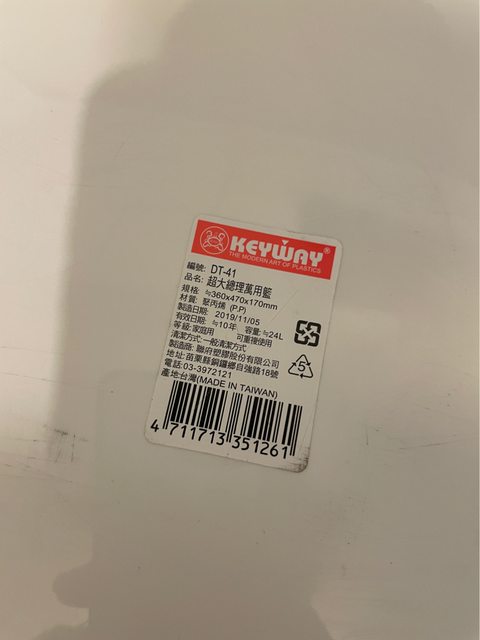 KEYWAY®
THE MODERN ART OF PLASTICS
編號: DT-41
品名: 超大總理萬用籃
規格: ≒360x470x170mm
材質: 聚丙烯 (P.P)
製造日期: 2019/11/05
有效日期: ≒10年 容量:≒24L
等級:家庭用 可重複使用
清潔方式:一般清潔方式
製造商: 聯府塑膠股份有限公司
地址:苗栗縣銅鑼鄉自強路18號
電話:03-3972121
產地:台灣(MADE IN TAIWAN)
5
4 711713 351261